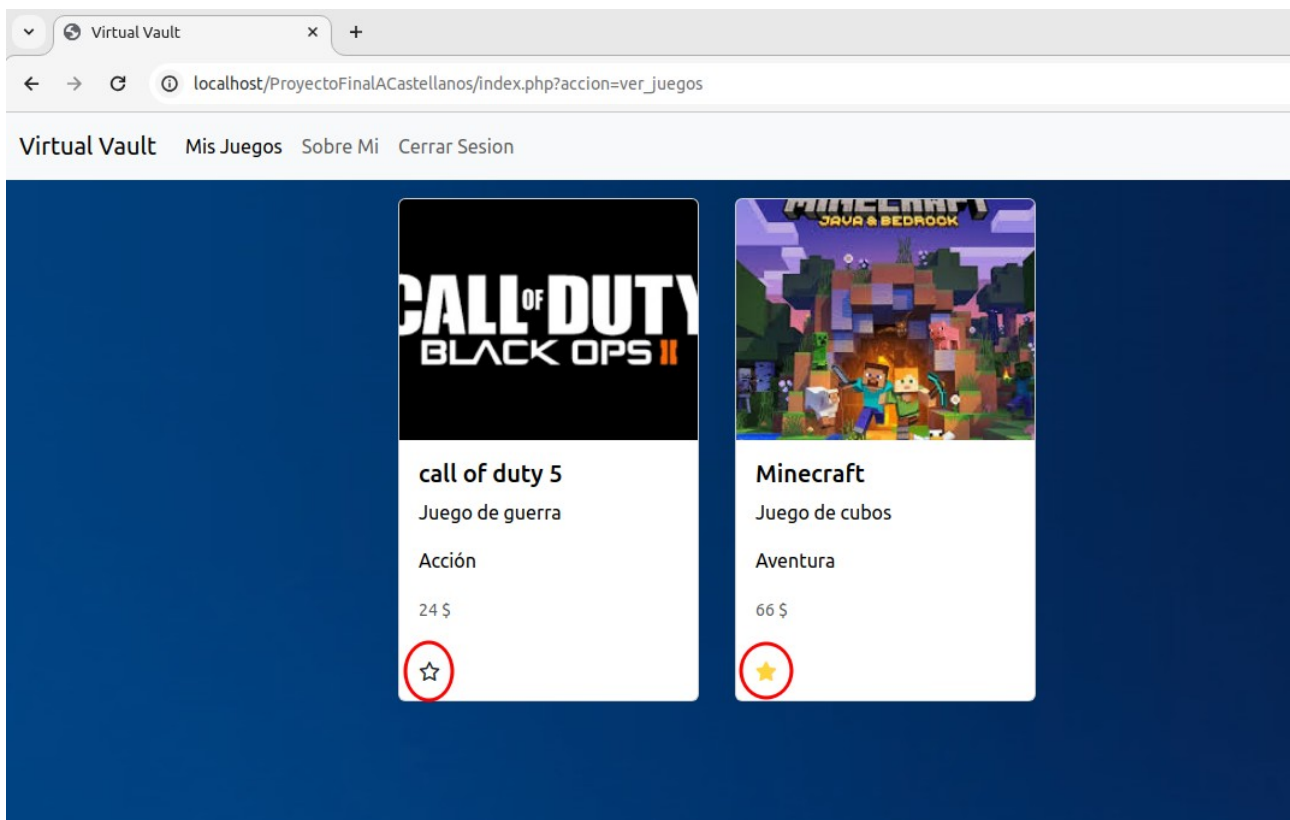 Virtual Vault
localhost/ProyectoFinalACastellanos/index.php?accion=ver_juegos
Virtual Vault Mis Juegos Sobre Mi Cerrar Sesion
CALL OF DUTY
BLACK OPS II
call of duty 5
Juego de guerra
Acción
24 $
MINECRAFT
JAVA & BEDROCK
Minecraft
Juego de cubos
Aventura
66 $